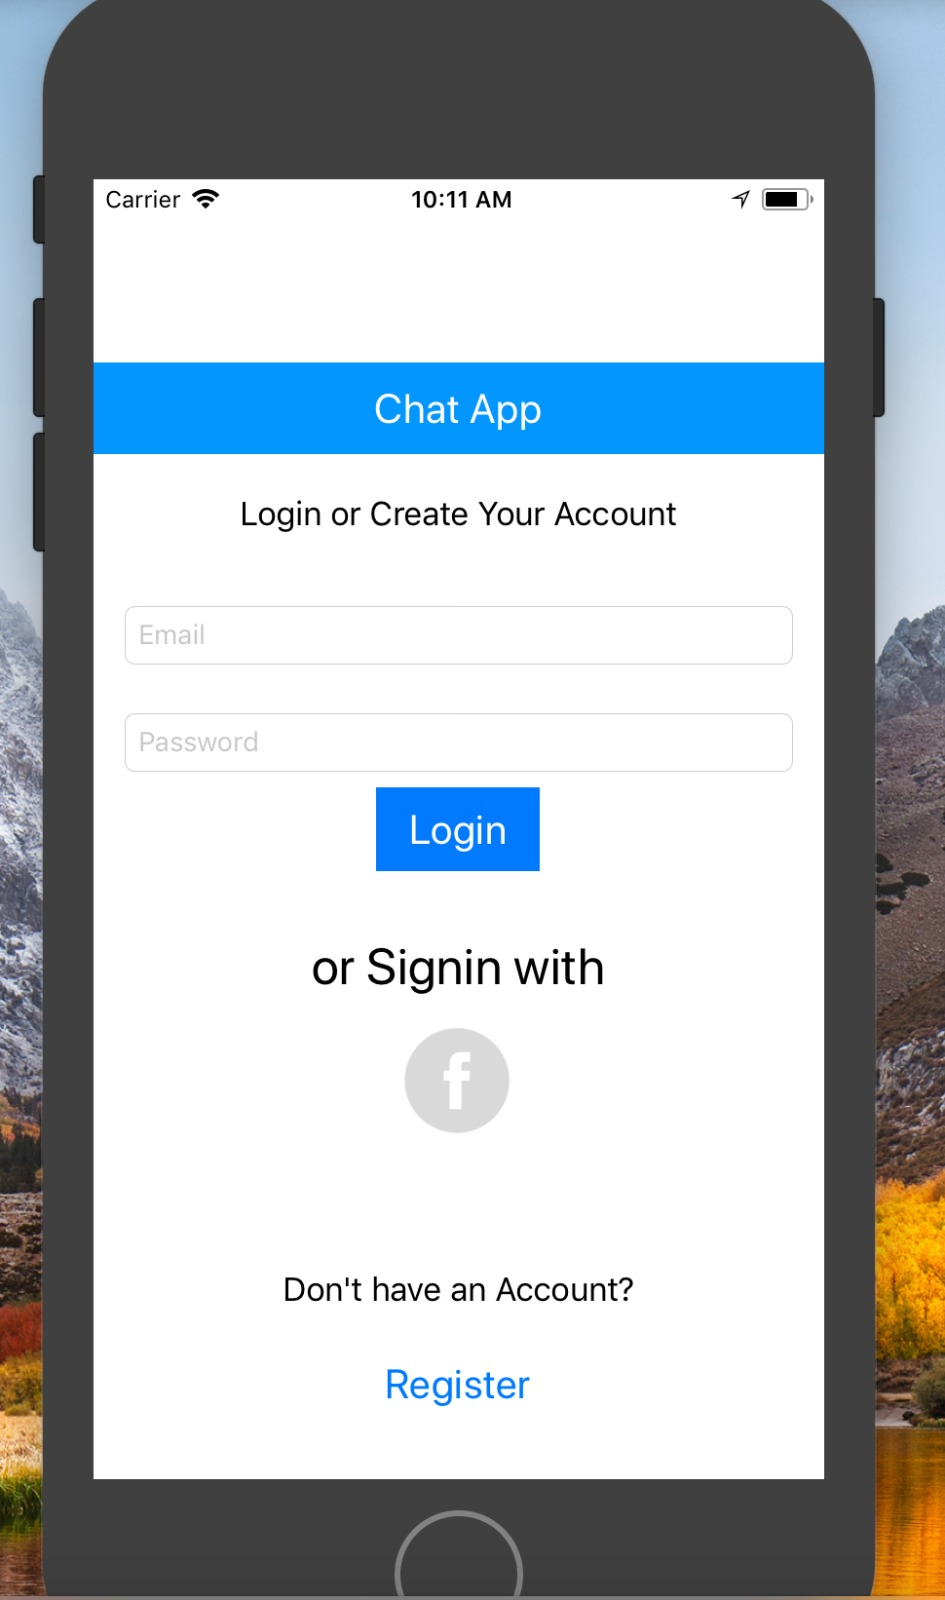 Carrier 10:11 AM
Chat App
Login or Create Your Account
Email
Password
Login
or Signin with
f
Don't have an Account?
Register